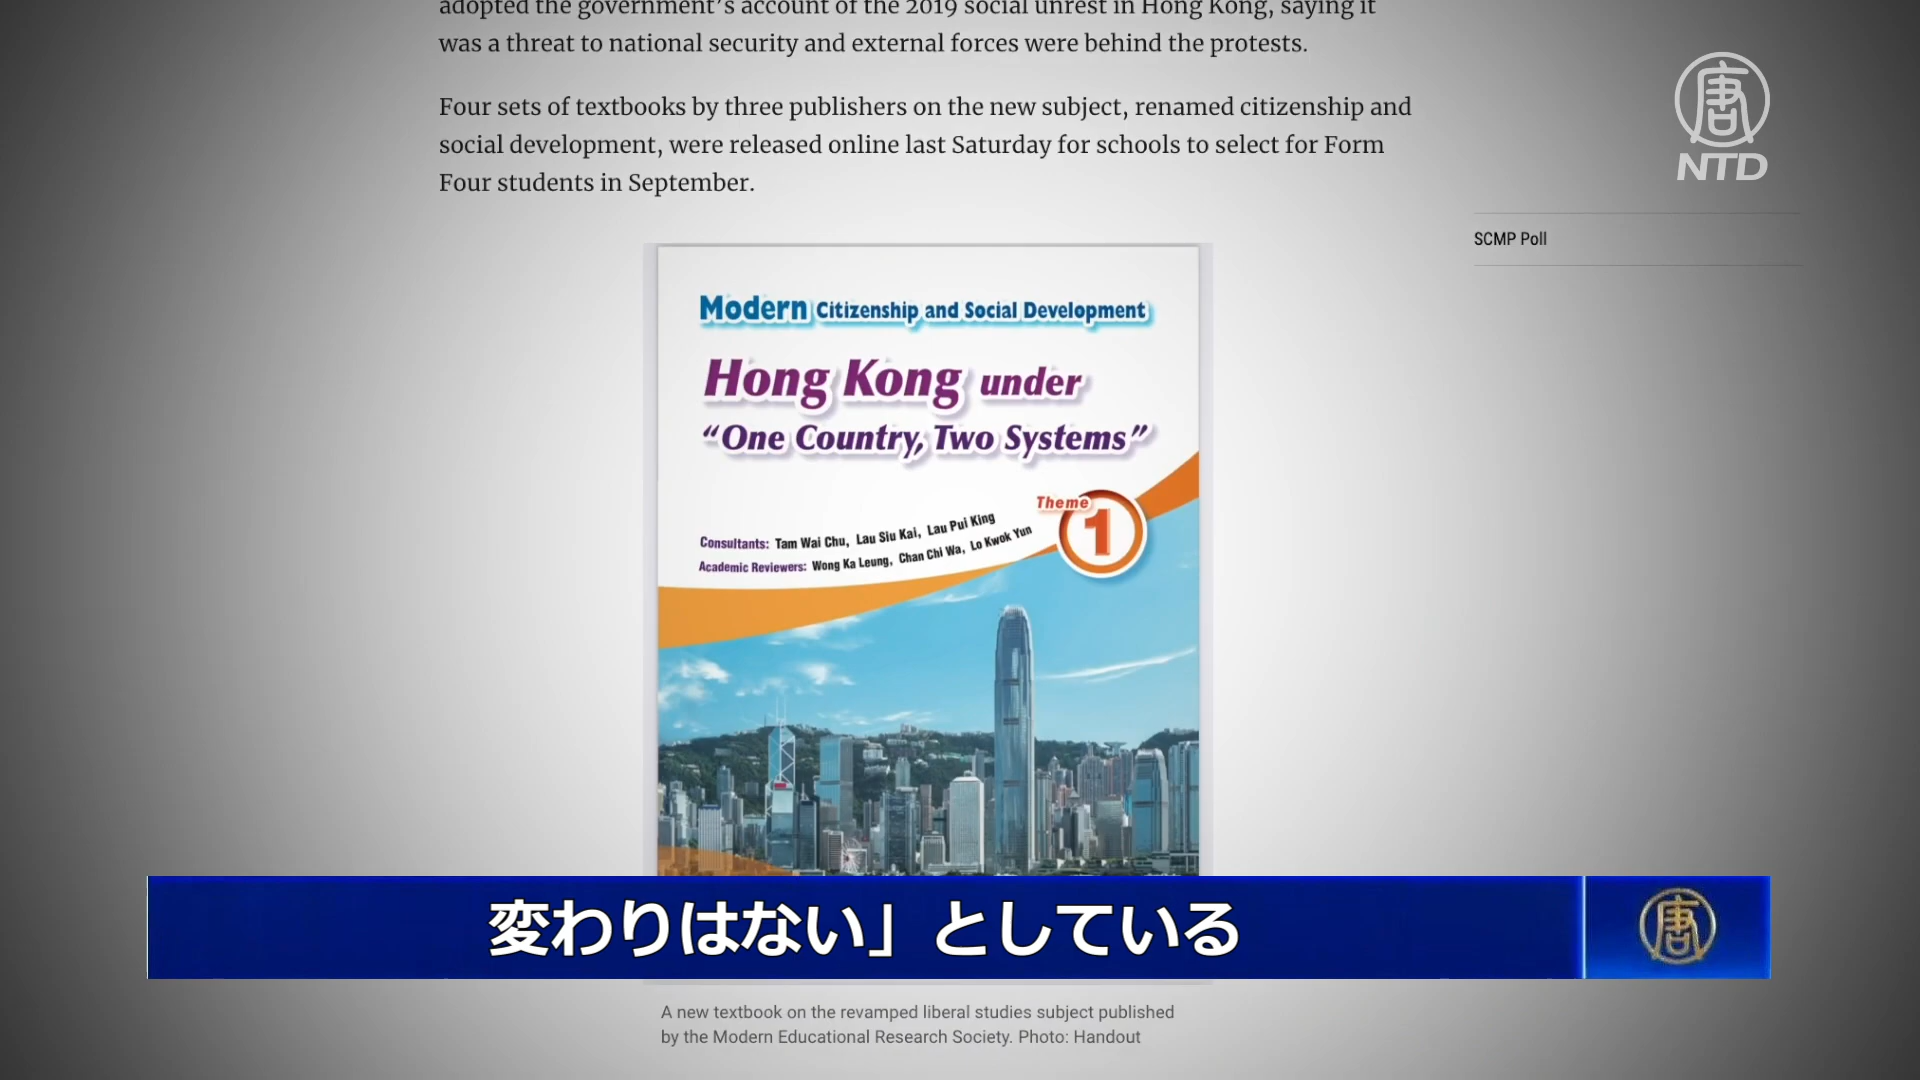 adopted the government's account of the 2019 social unrest in Hong Kong, saying it
was a threat to national security and external forces were behind the protests.
Four sets of textbooks by three publishers on the new subject, renamed citizenship and
social development, were released online last Saturday for schools to select for Form
Four students in September.
唐
NTD
SCMP Poll
Modern Citizenship and Social Development
Hong Kong under
“One Country, Two Systems”
Theme
1
Consultants: Tam Wai Chu, Lau Siu Kai, Lau Pui King
Academic Reviewers: Wong Ka Leung, Chan Chi Wa, Lo Kwok Yun
変わりはない」としている
唐
A new textbook on the revamped liberal studies subject published
by the Modern Educational Research Society. Photo: Handout